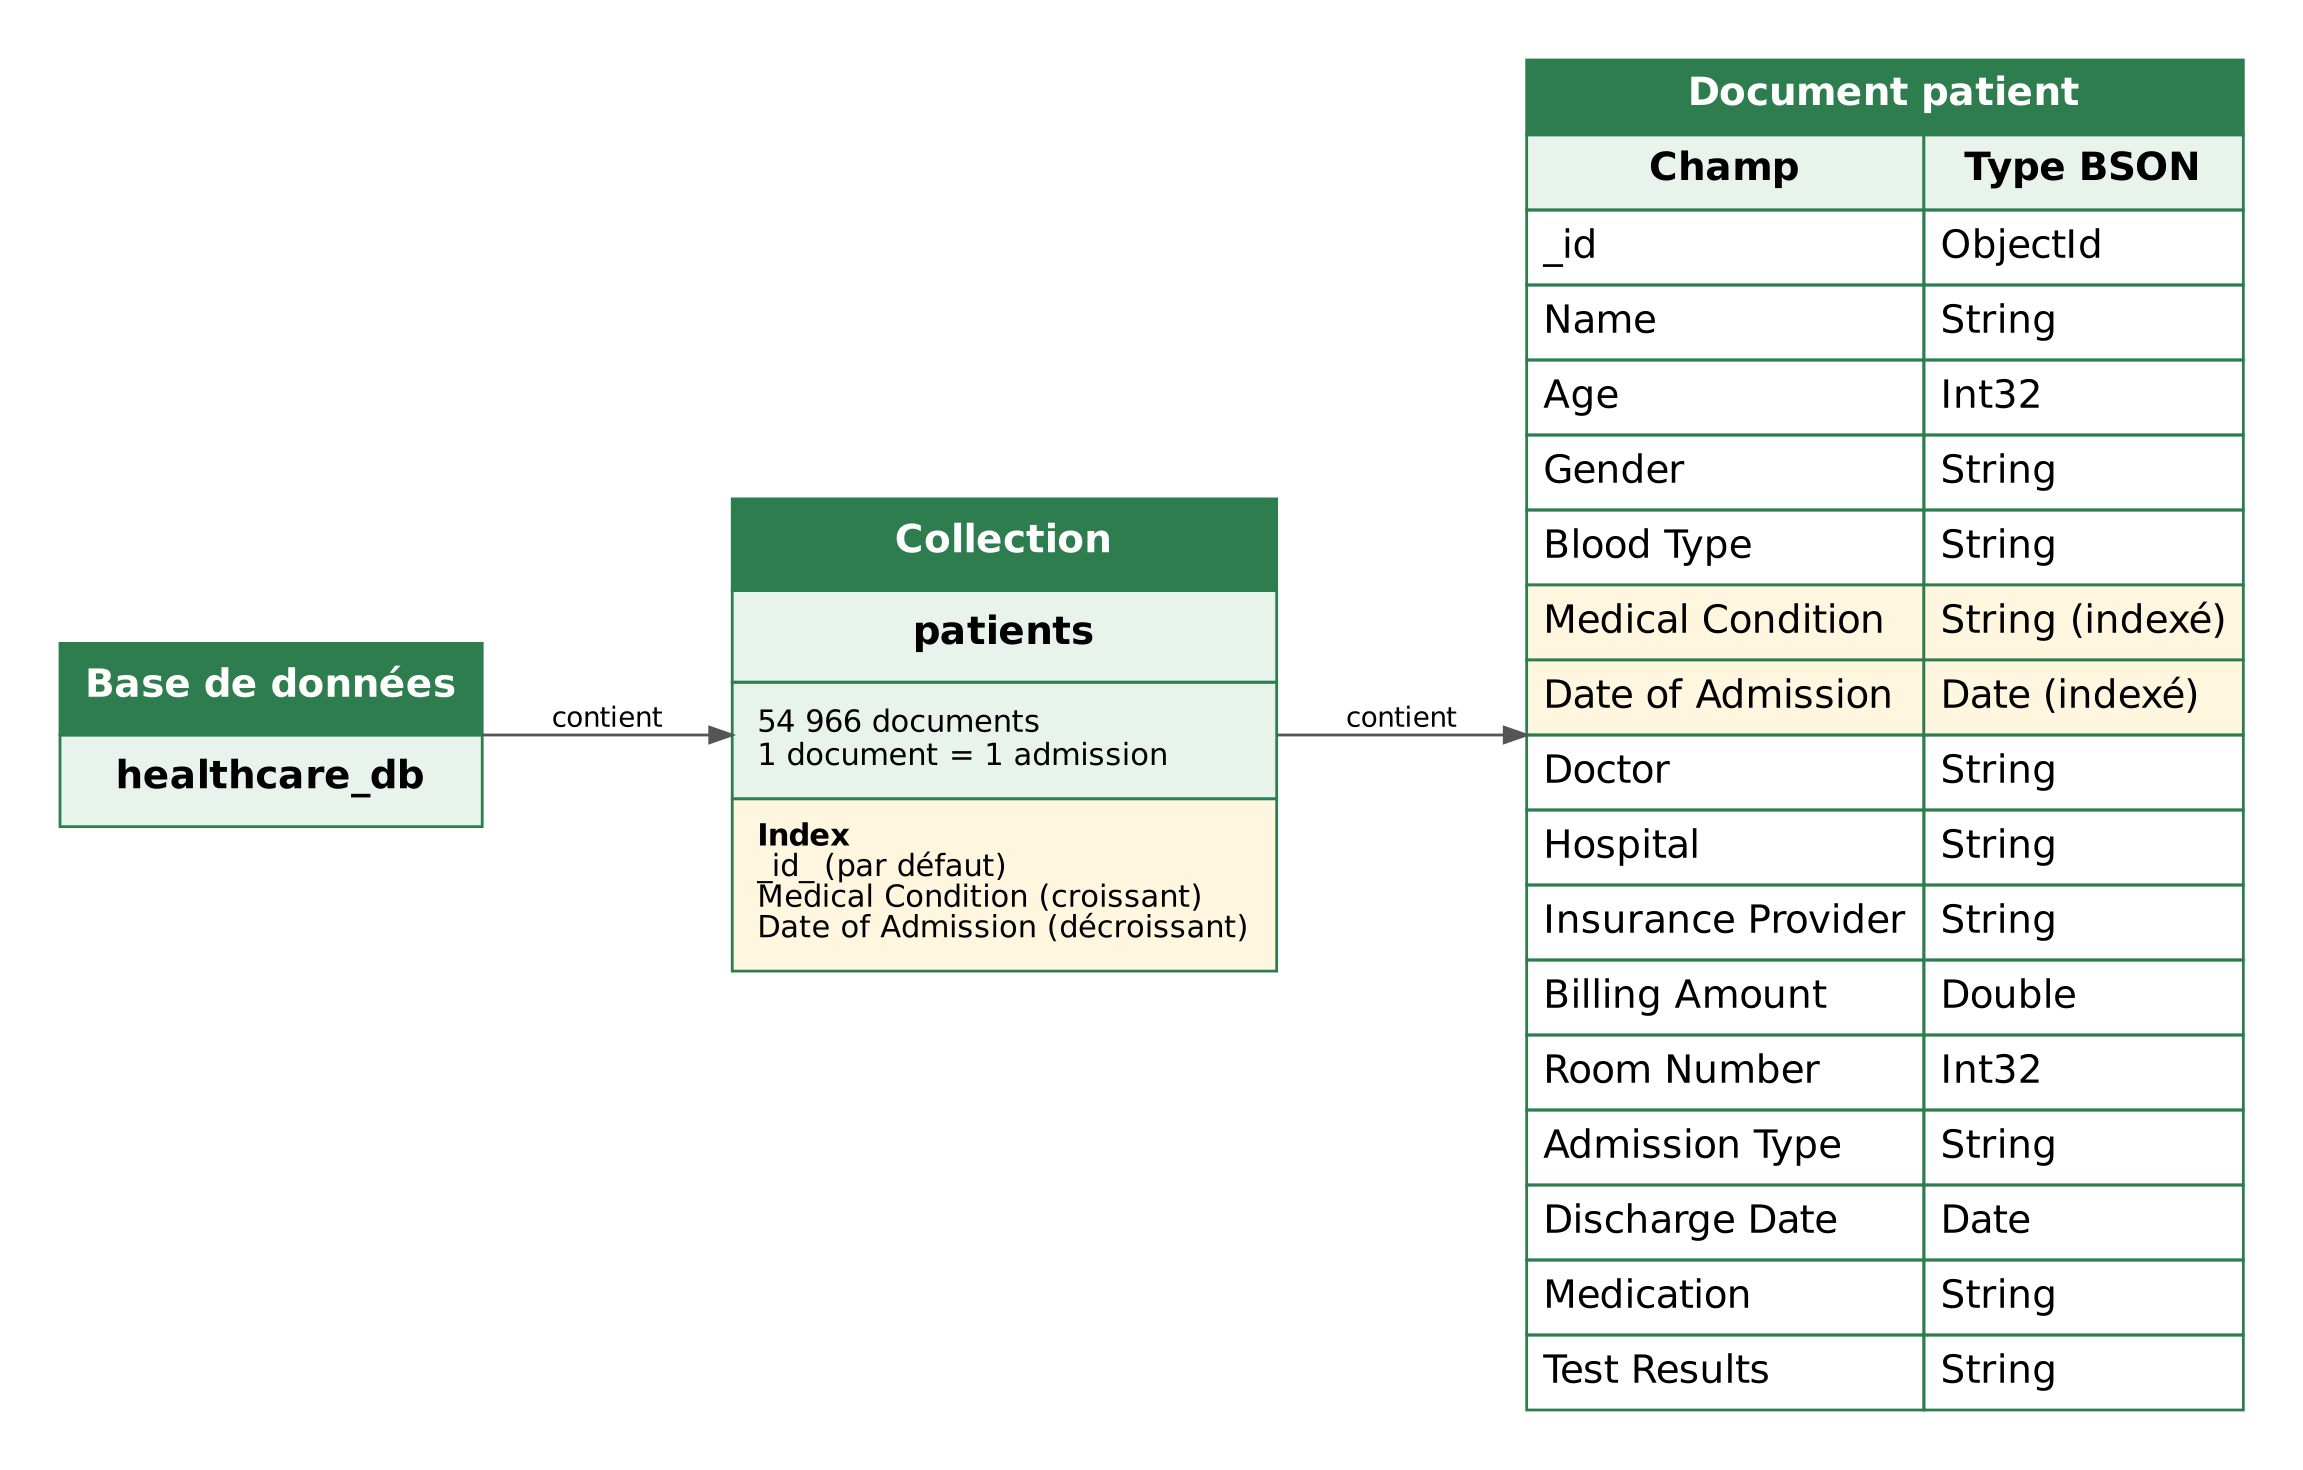 Base de données
healthcare_db
contient
Collection
patients
54 966 documents
1 document = 1 admission
Index
_id_ (par défaut)
Medical Condition (croissant)
Date of Admission (décroissant)
contient
Document patient
Champ Type BSON
_id ObjectId
Name String
Age Int32
Gender String
Blood Type String
Medical Condition String (indexé)
Date of Admission Date (indexé)
Doctor String
Hospital String
Insurance Provider String
Billing Amount Double
Room Number Int32
Admission Type String
Discharge Date Date
Medication String
Test Results String